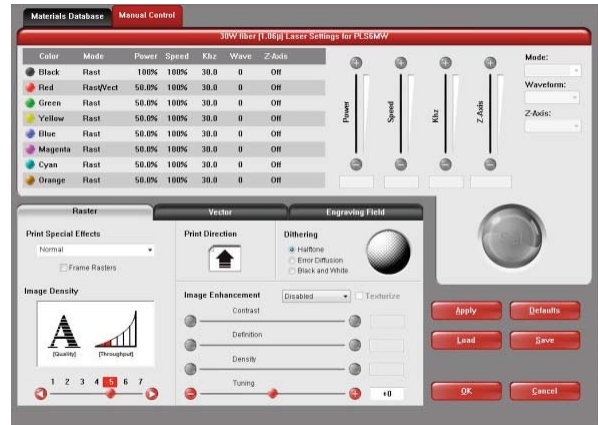 Materials Database Manual Control
30W fiber [1.06µ] Laser Settings for PLS6MW
Color Mode Power Speed Khz Wave Z-Axis
Black Rast 100% 100% 30.0 0 Off
Red Rast/Vect 50.0% 100% 30.0 0 Off
Green Rast 50.0% 100% 30.0 0 Off
Yellow Rast 50.0% 100% 30.0 0 Off
Blue Rast 50.0% 100% 30.0 0 Off
Magenta Rast 50.0% 100% 30.0 0 Off
Cyan Rast 50.0% 100% 30.0 0 Off
Orange Rast 50.0% 100% 30.0 0 Off
Power
Speed
Khz
Z-Axis
Mode:
Waveform:
Z-Axis:
Set
Raster Vector Engraving Field
Print Special Effects
Normal
Frame Rasters
Image Density
A
[Quality] [Throughput]
1 2 3 4 5 6 7
Print Direction
Dithering
Halftone
Error Diffusion
Black and White
Image Enhancement Disabled Texturize
Contrast
Definition
Density
Tuning
+0
Apply Defaults
Load Save
OK Cancel